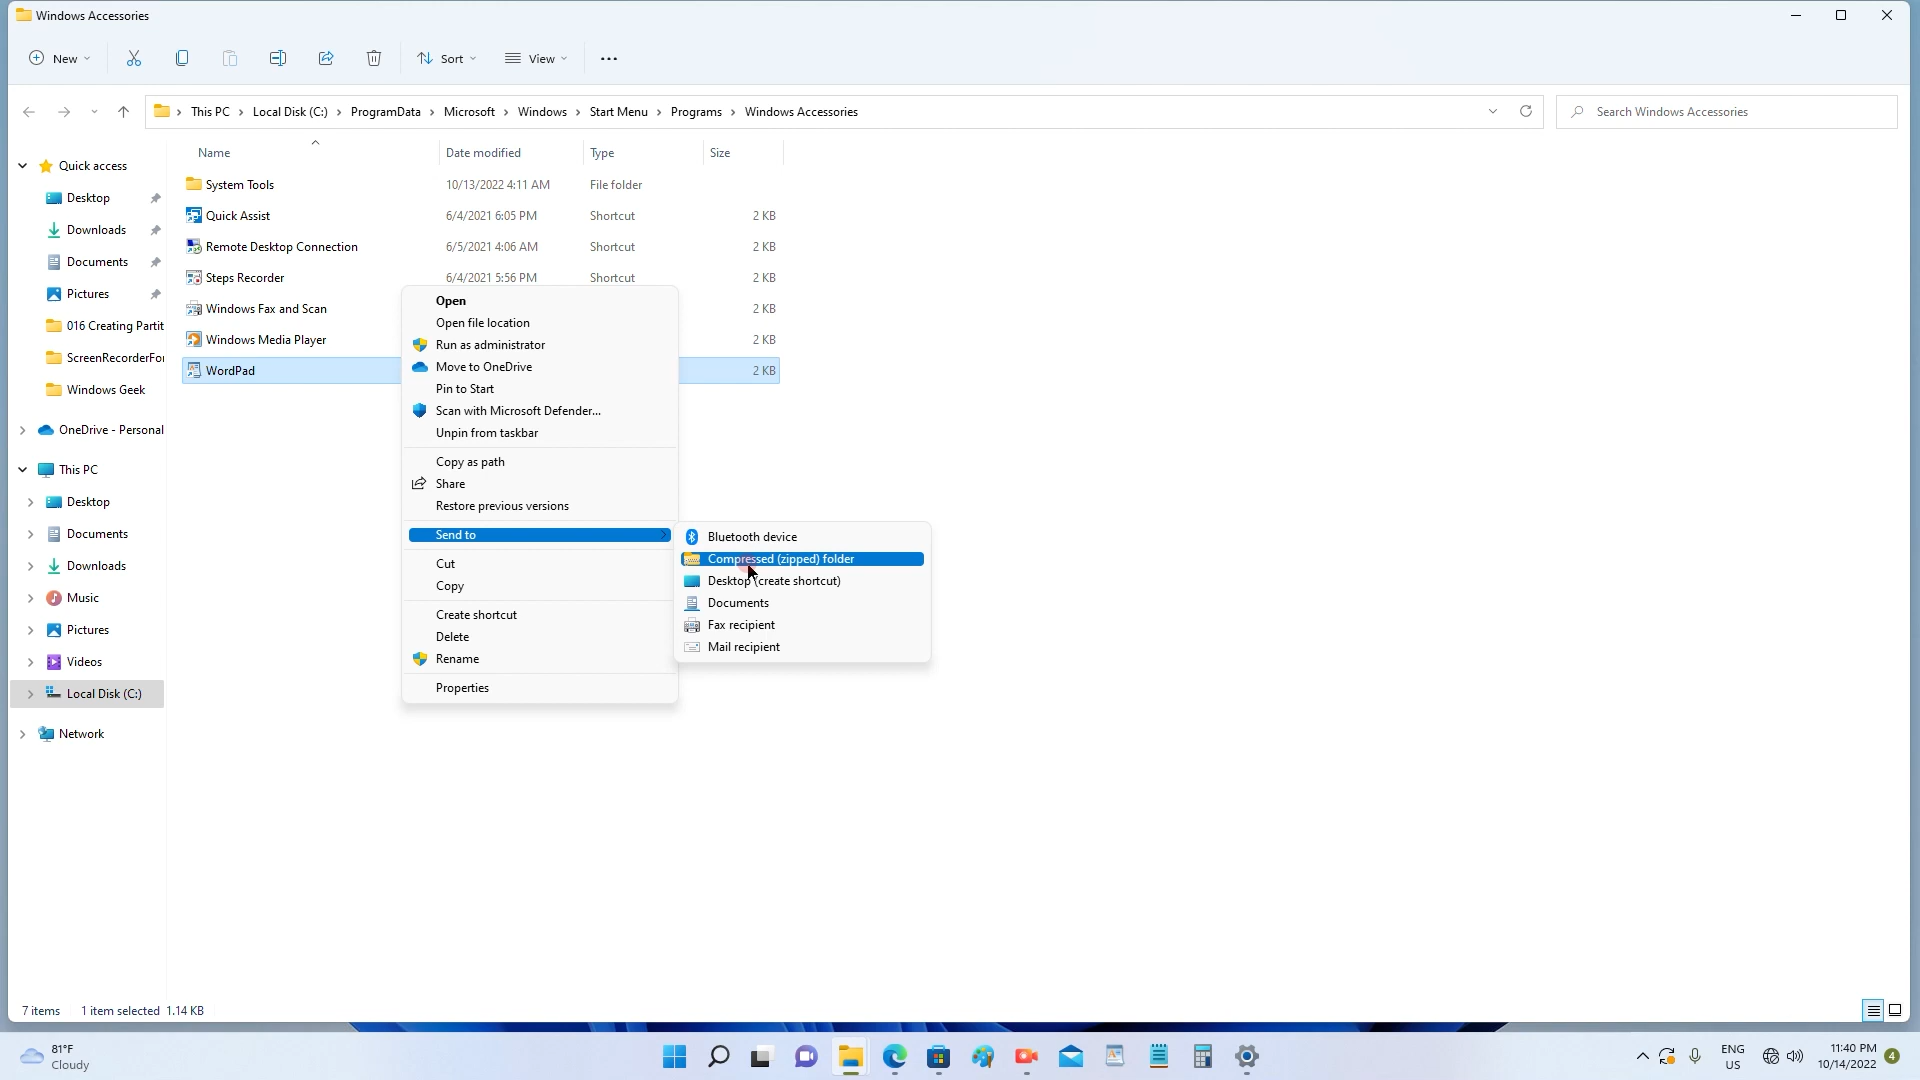 Windows Accessories
New
Sort
View
This PC > Local Disk (C:) > ProgramData > Microsoft > Windows > Start Menu > Programs > Windows Accessories
Search Windows Accessories
Name Date modified Type Size
Quick access
Desktop
Downloads
Documents
Pictures
016 Creating Partit
ScreenRecorderFor
Windows Geek
OneDrive - Personal
This PC
Desktop
Documents
Downloads
Music
Pictures
Videos
Local Disk (C:)
Network
System Tools 10/13/2022 4:11 AM File folder
Quick Assist 6/4/2021 6:05 PM Shortcut 2 KB
Remote Desktop Connection 6/5/2021 4:06 AM Shortcut 2 KB
Steps Recorder 6/4/2021 5:56 PM Shortcut 2 KB
Windows Fax and Scan 2 KB
Windows Media Player 2 KB
WordPad 2 KB
Open
Open file location
Run as administrator
Move to OneDrive
Pin to Start
Scan with Microsoft Defender...
Unpin from taskbar
Copy as path
Share
Restore previous versions
Send to
Cut
Copy
Create shortcut
Delete
Rename
Properties
Bluetooth device
Compressed (zipped) folder
Desktop (create shortcut)
Documents
Fax recipient
Mail recipient
7 items 1 item selected 1.14 KB
81°F
Cloudy
ENG
US
11:40 PM
10/14/2022
4